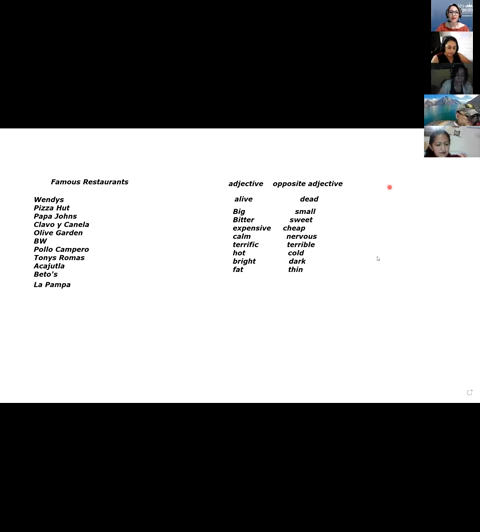 Famous Restaurants
Wendys
Pizza Hut
Papa Johns
Clavo y Canela
Olive Garden
BW
Pollo Campero
Tonys Romas
Acajutla
Beto's
La Pampa
adjective opposite adjective
alive dead
Big small
Bitter sweet
expensive cheap
calm nervous
terrific terrible
hot cold
bright dark
fat thin